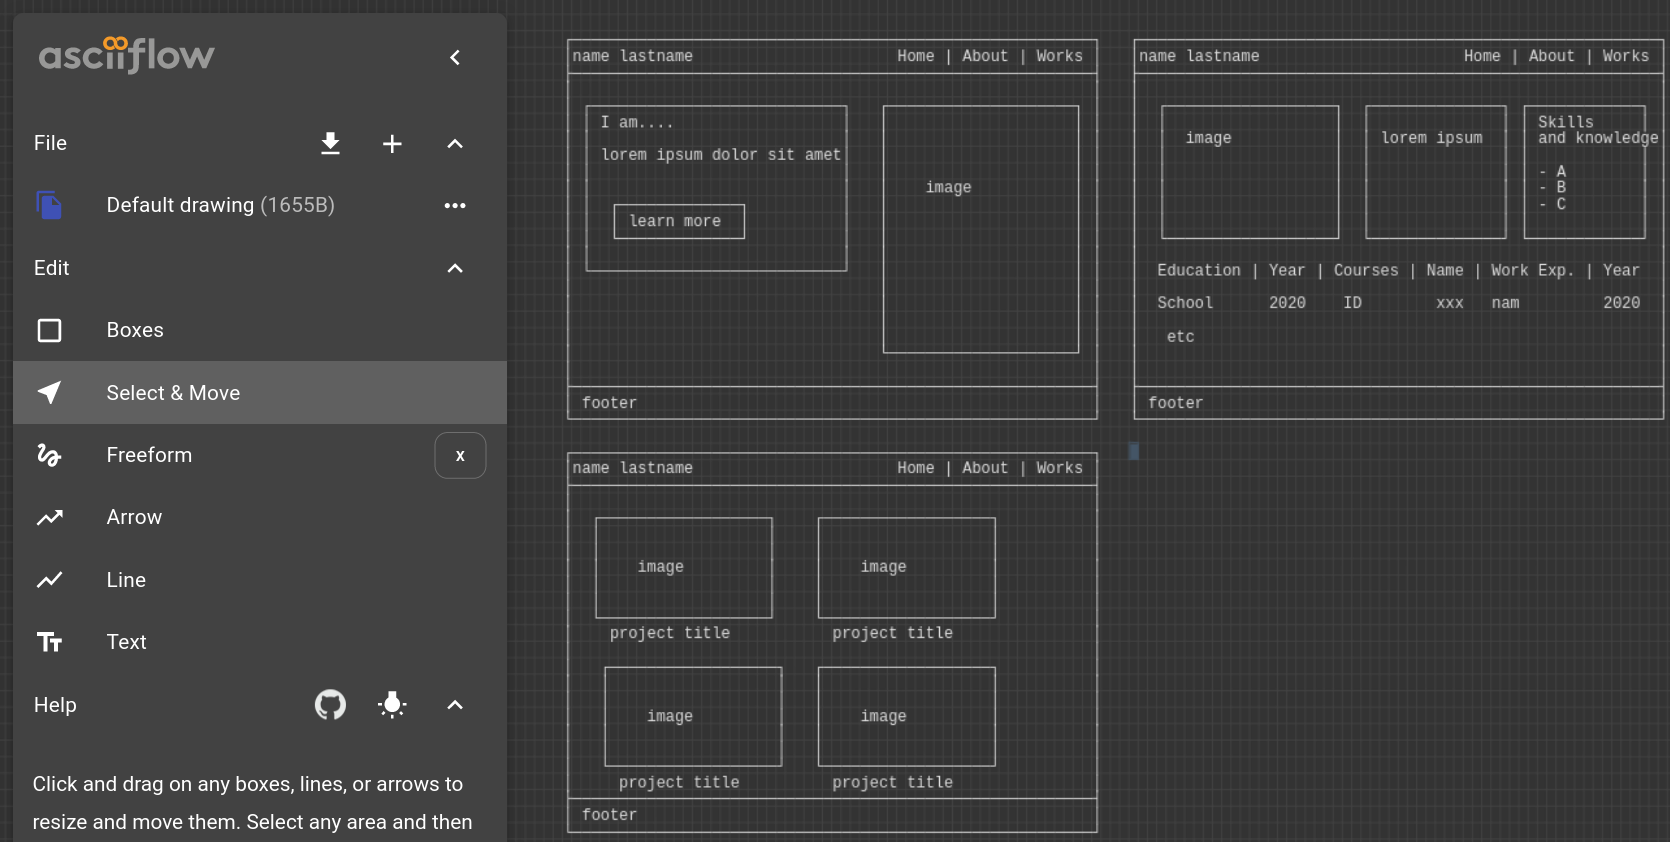 asciiflow
File
Default drawing (1655B)
Edit
Boxes
Select & Move
Freeform
x
Arrow
Line
Text
Help
Click and drag on any boxes, lines, or arrows to
resize and move them. Select any area and then
name lastname Home | About | Works
I am....
lorem ipsum dolor sit amet
learn more
image
footer
name lastname Home | About | Works
image
lorem ipsum
Skills
and knowledge
- A
- B
- C
Education | Year | Courses | Name | Work Exp. | Year
School 2020 ID xxx nam 2020
etc
footer
name lastname Home | About | Works
image image
project title project title
image image
project title project title
footer